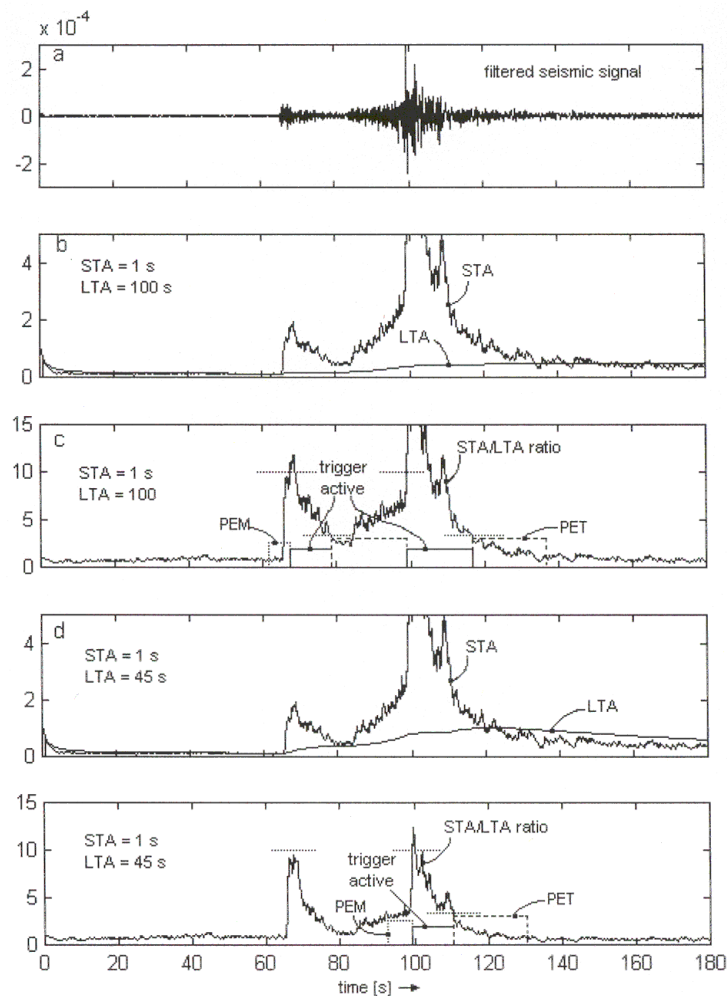 x 10⁻⁴
a
filtered seismic signal
2
0
-2
b
STA = 1 s
LTA = 100 s
STA
LTA
4
2
0
c
STA = 1 s
LTA = 100
PEM
trigger
active
STA/LTA ratio
PET
15
10
5
0
d
STA = 1 s
LTA = 45 s
STA
LTA
4
2
0
STA = 1 s
LTA = 45 s
PEM
trigger
active
STA/LTA ratio
PET
15
10
5
0
0 20 40 60 80 100 120 140 160 180
time [s]